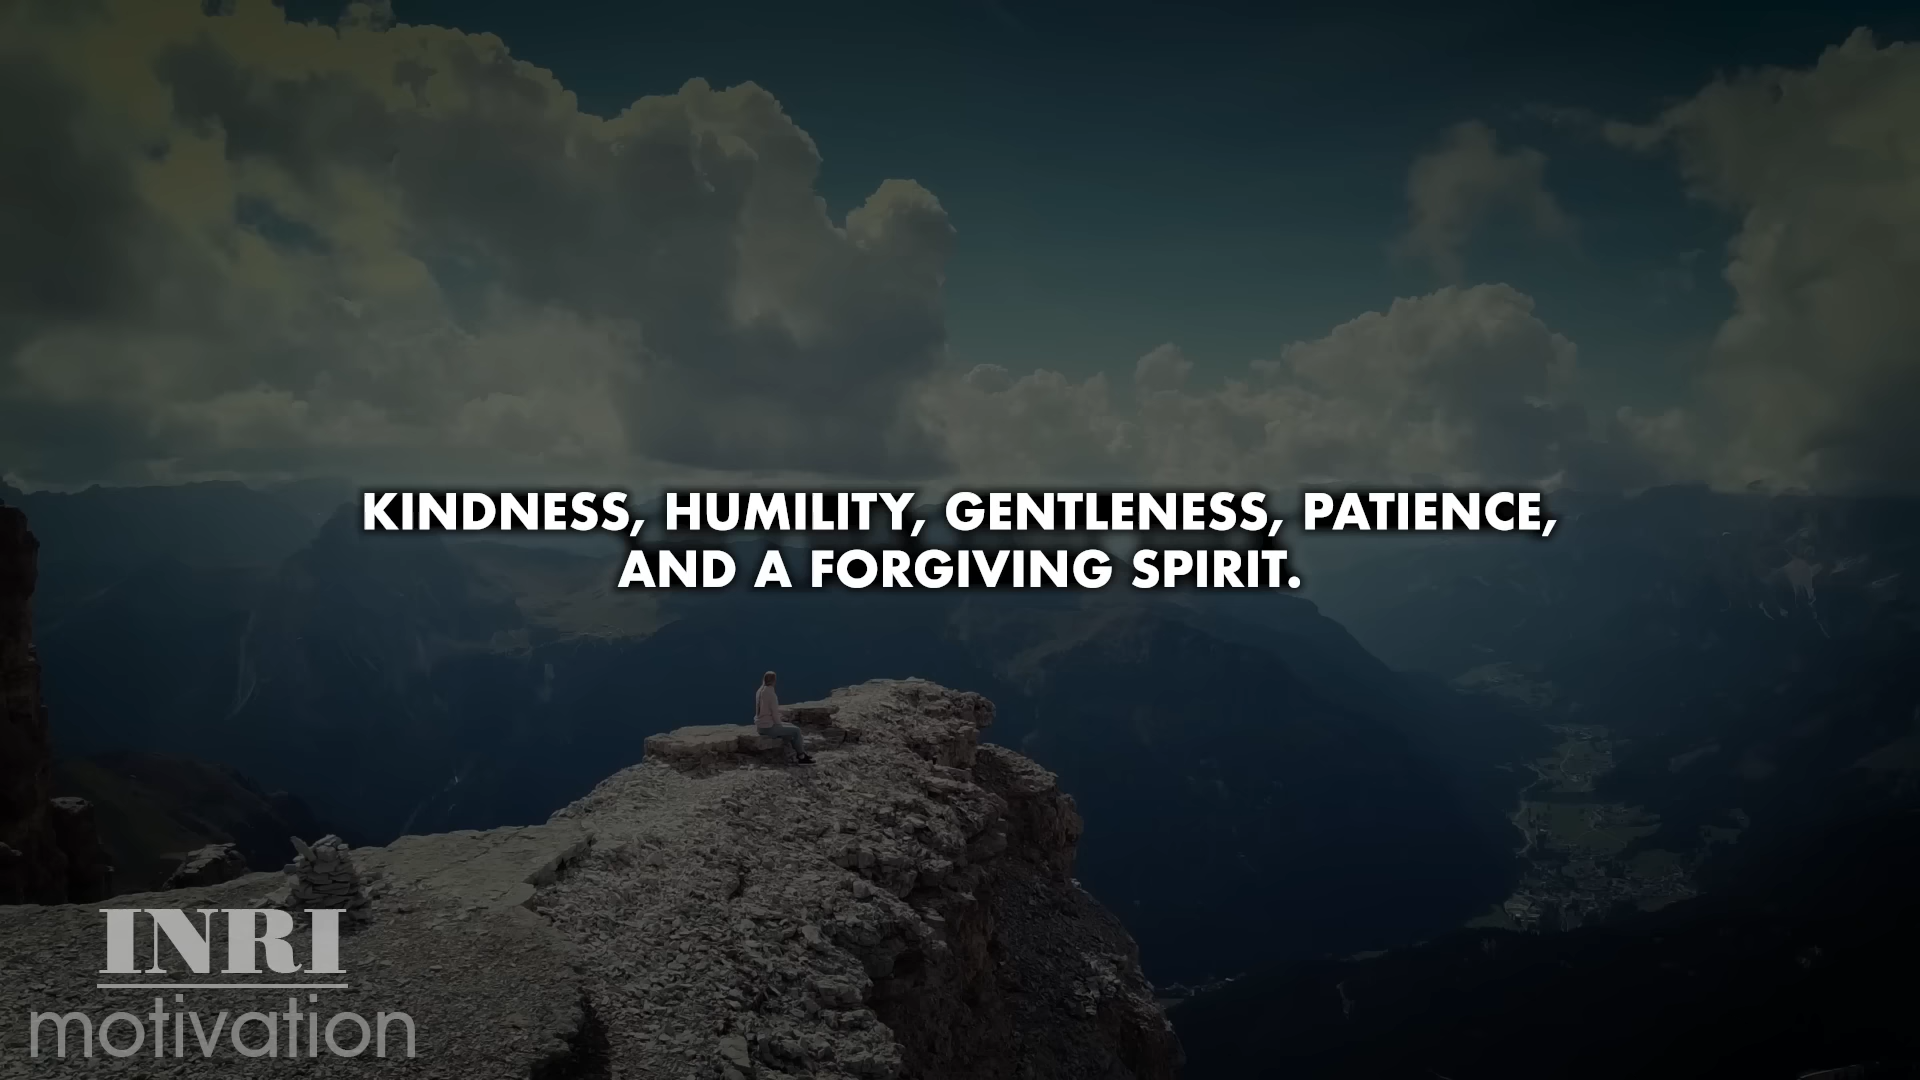 KINDNESS, HUMILITY, GENTLENESS, PATIENCE,
AND A FORGIVING SPIRIT.
INRI
motivation